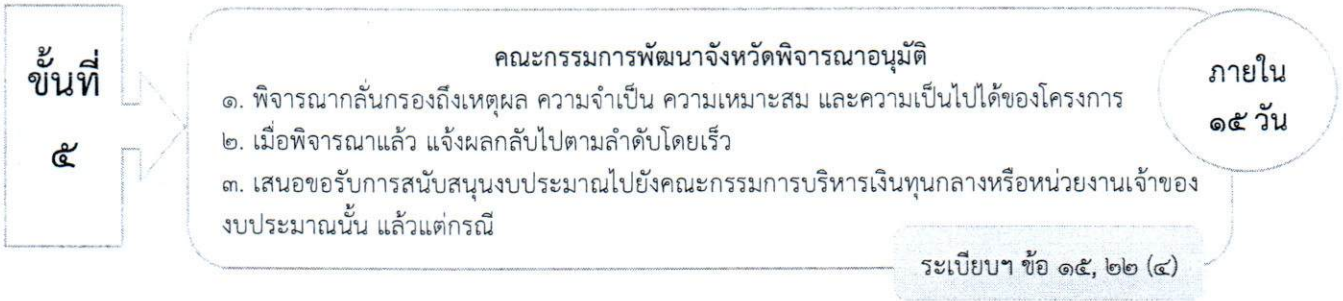 ขั้นที่
๕
คณะกรรมการพัฒนาจังหวัดพิจารณาอนุมัติ
๑. พิจารณากลั่นกรองถึงเหตุผล ความจำเป็น ความเหมาะสม และความเป็นไปได้ของโครงการ
๒. เมื่อพิจารณาแล้ว แจ้งผลกลับไปตามลำดับโดยเร็ว
๓. เสนอขอรับการสนับสนุนงบประมาณไปยังคณะกรรมการบริหารเงินทุนกลางหรือหน่วยงานเจ้าของ
งบประมาณนั้น แล้วแต่กรณี
ภายใน
๑๕ วัน
ระเบียบฯ ข้อ ๑๕, ๒๒ (๔)